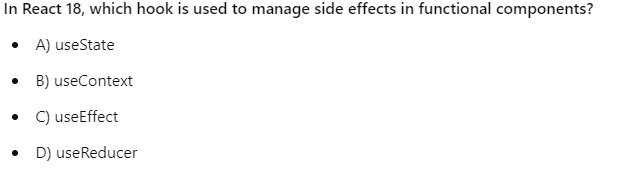 In React 18, which hook is used to manage side effects in functional components?
• A) useState
• B) useContext
• C) useEffect
• D) useReducer